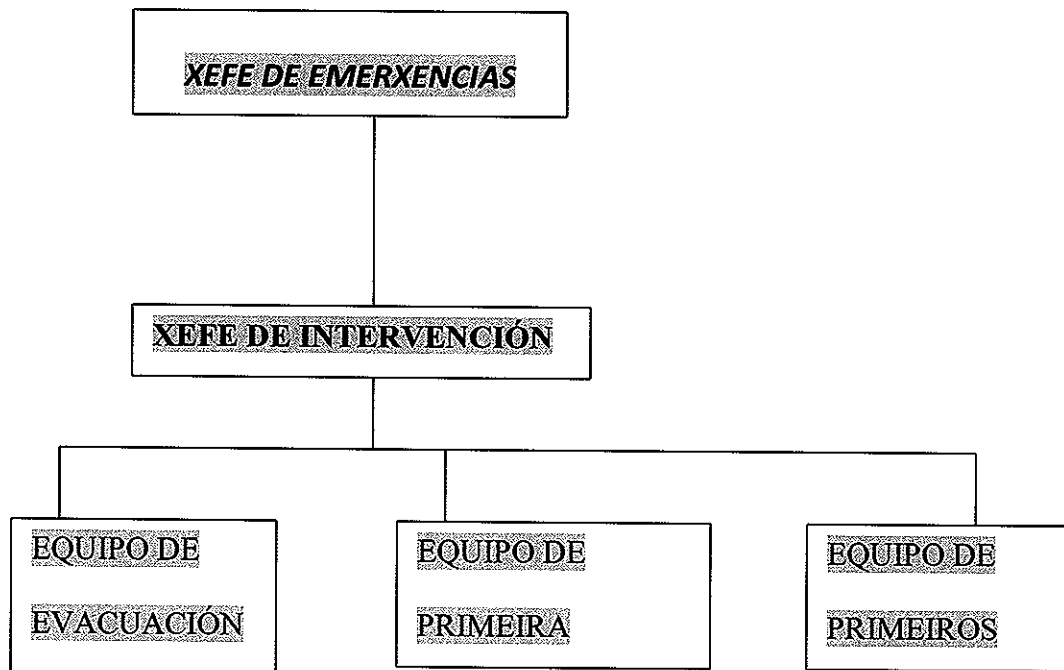 XEFE DE EMERXENCIAS
XEFE DE INTERVENCIÓN
EQUIPO DE
EVACUACIÓN
EQUIPO DE
PRIMEIRA
EQUIPO DE
PRIMEIROS